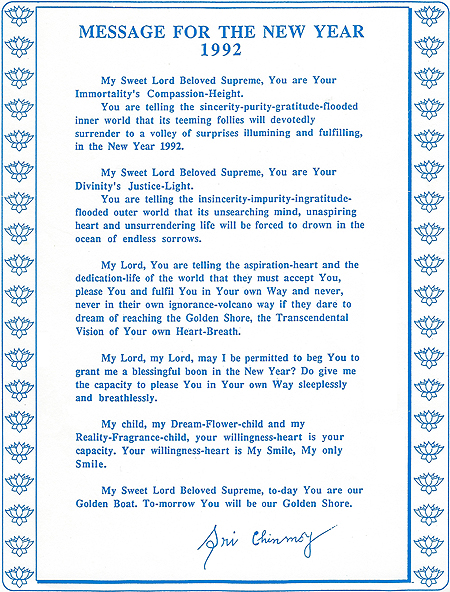 MESSAGE FOR THE NEW YEAR
1992
My Sweet Lord Beloved Supreme, You are Your
Immortality's Compassion-Height.
You are telling the sincerity-purity-gratitude-flooded
inner world that its teeming follies will devotedly
surrender to a volley of surprises illumining and fulfilling,
in the New Year 1992.
My Sweet Lord Beloved Supreme, You are Your
Divinity's Justice-Light.
You are telling the insincerity-impurity-ingratitude-
flooded outer world that its unsearching mind, unaspiring
heart and unsurrendering life will be forced to drown in the
ocean of endless sorrows.
My Lord, You are telling the aspiration-heart and the
dedication-life of the world that they must accept You,
please You and fulfil You in Your own Way and never,
never in their own ignorance-volcano way if they dare to
dream of reaching the Golden Shore, the Transcendental
Vision of Your own Heart-Breath.
My Lord, my Lord, may I be permitted to beg You to
grant me a blessingful boon in the New Year? Do give me
the capacity to please You in Your own Way sleeplessly
and breathlessly.
My child, my Dream-Flower-child and my
Reality-Fragrance-child, your willingness-heart is your
capacity. Your willingness-heart is My Smile, My only
Smile.
My Sweet Lord Beloved Supreme, to-day You are our
Golden Boat. To-morrow You will be our Golden Shore.
Sri Chinmoy